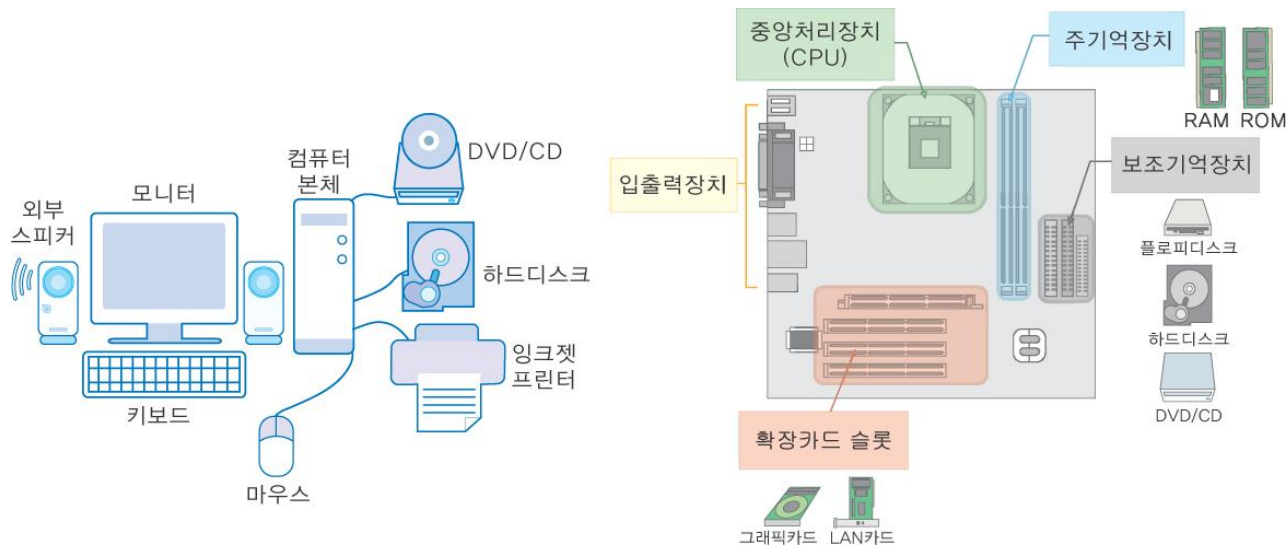 외부
스피커
모니터
키보드
컴퓨터
본체
마우스
DVD/CD
하드디스크
잉크젯
프린터
중앙처리장치
(CPU)
주기억장치
RAM
ROM
입출력장치
보조기억장치
플로피디스크
하드디스크
DVD/CD
확장카드 슬롯
그래픽카드
LAN카드